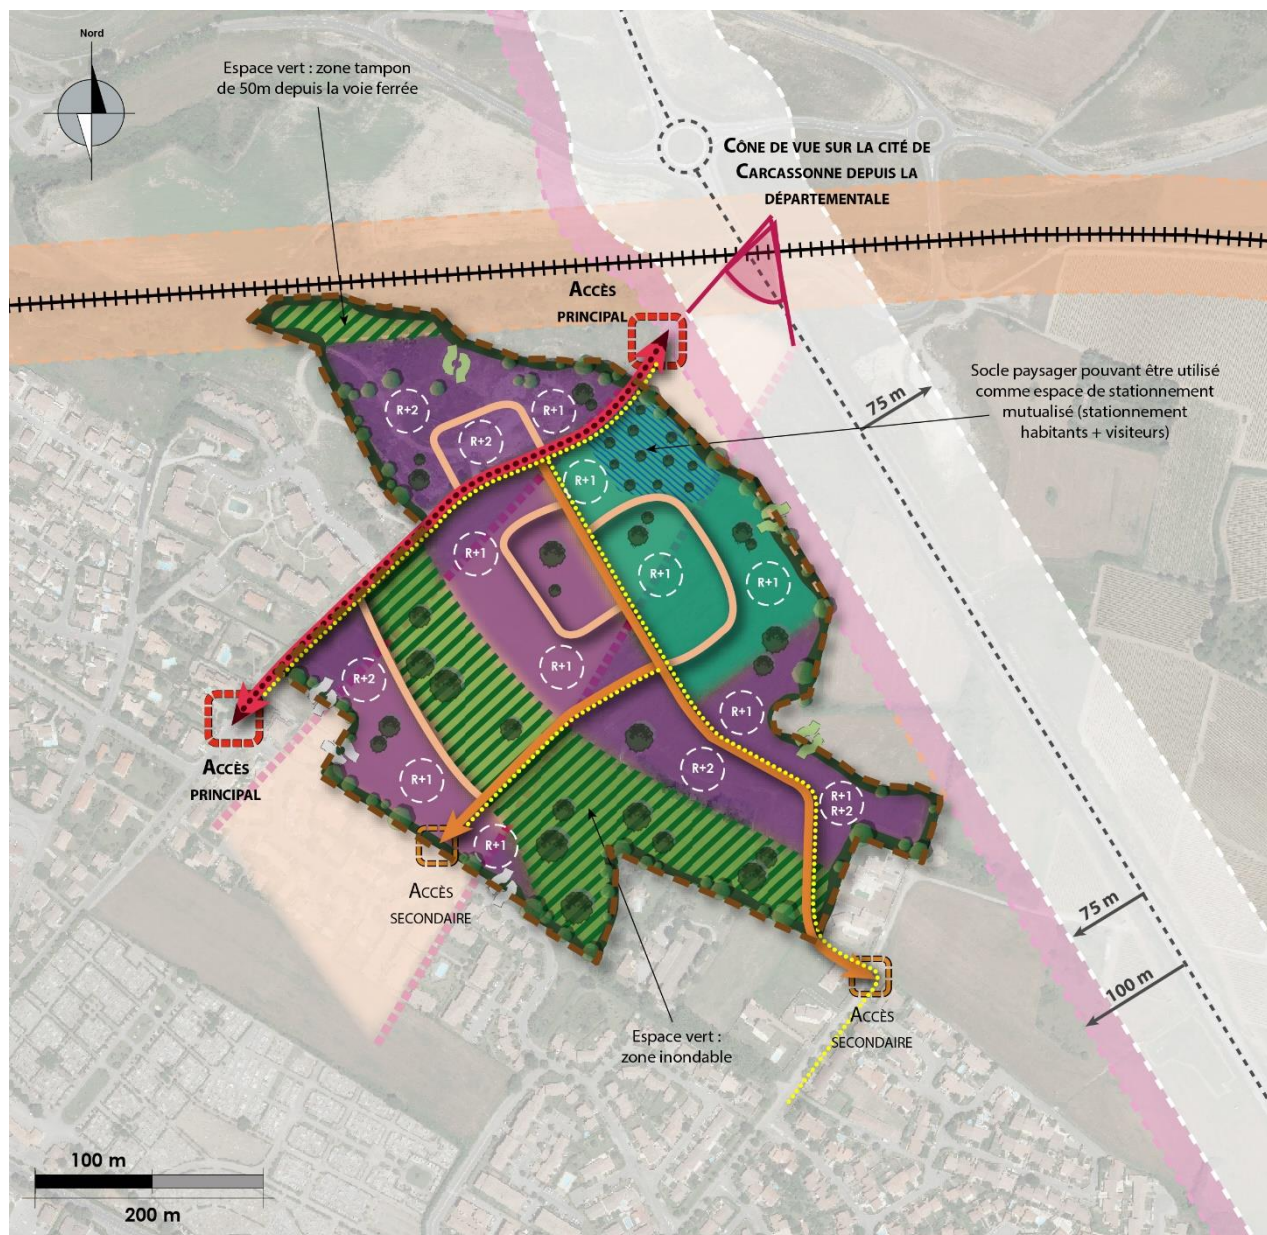 Nord
Espace vert : zone tampon
de 50m depuis la voie ferrée
Cône de vue sur la cité de
Carcassonne depuis la
départementale
Accès
principal
Socle paysager pouvant être utilisé
comme espace de stationnement
mutualisé (stationnement
habitants + visiteurs)
75 m
R+2
R+1
R+2
R+1
R+1
R+1
R+1
R+1
R+2
R+1
R+2
R+1
R+1
R+2
R+1
Accès
principal
Accès
secondaire
75 m
100 m
Accès
secondaire
Espace vert :
zone inondable
100 m
200 m